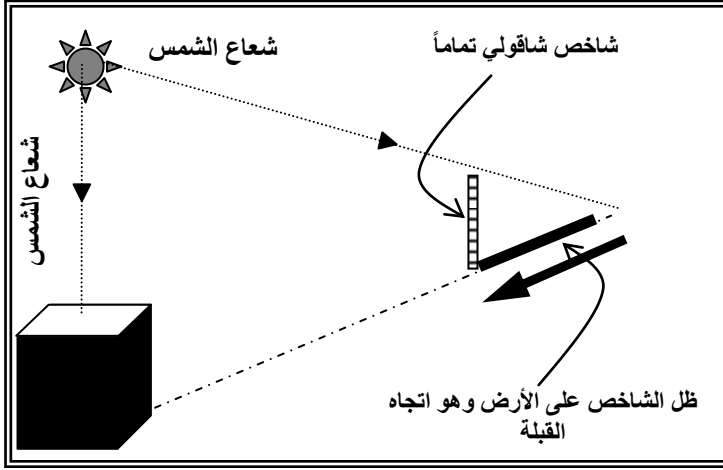 شاخص شاقولي تماماً
شعاع الشمس
شعاع الشمس
ظل الشاخص على الأرض وهو اتجاه
القبلة